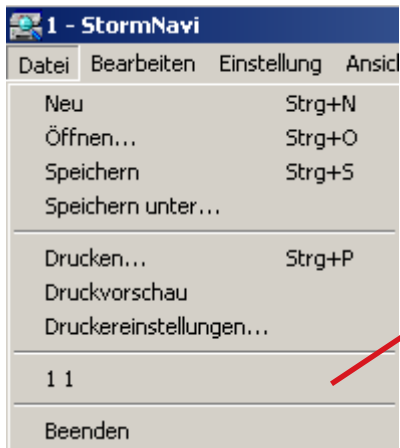 1 - StormNavi
Datei Bearbeiten Einstellung
Neu Strg+N
Öffnen... Strg+O
Speichern Strg+S
Speichern unter...
Drucken... Strg+P
Druckvorschau
Druckereinstellungen...
1 1
Beenden